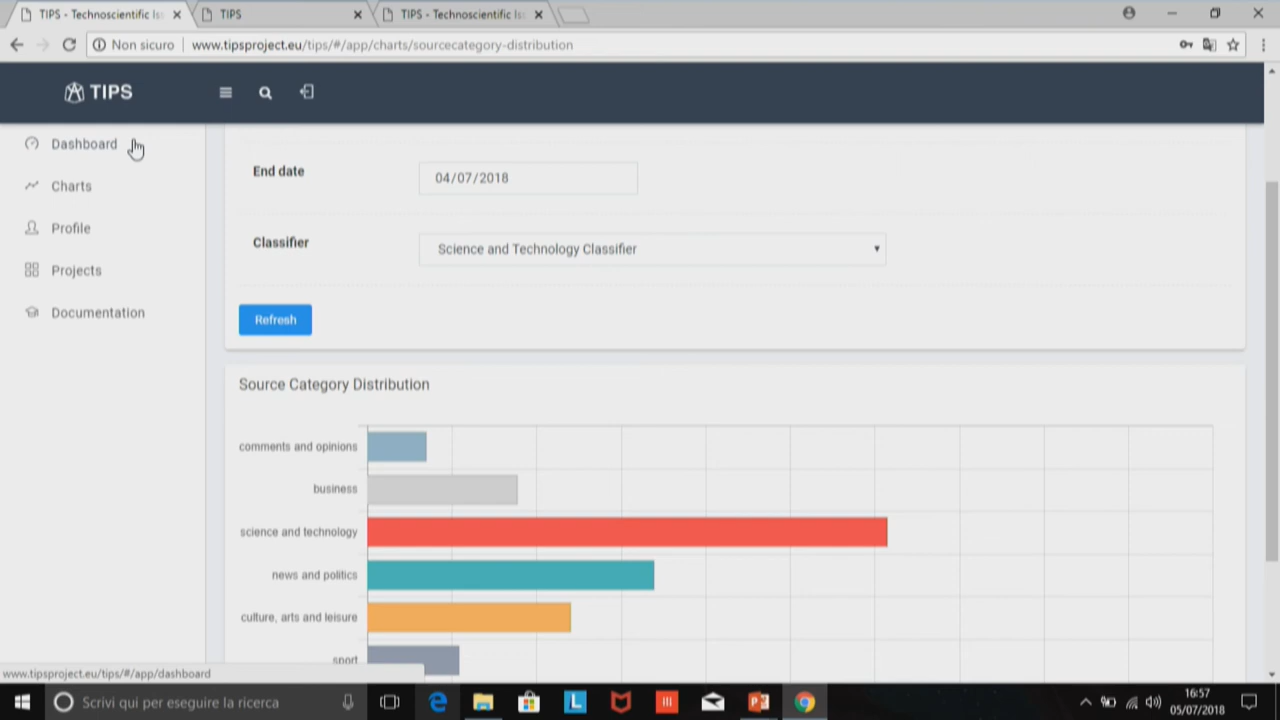 TIPS - Technoscientific Is
TIPS
TIPS - Technoscientific Is
Non sicuro
www.tipsproject.eu/tips/#/app/charts/sourcecategory-distribution
TIPS
Dashboard
Charts
Profile
Projects
Documentation
End date
04/07/2018
Classifier
Science and Technology Classifier
Refresh
Source Category Distribution
comments and opinions
business
science and technology
news and politics
culture, arts and leisure
sport
www.tipsproject.eu/tips/#/app/dashboard
Scrivi qui per eseguire la ricerca
16:57
05/07/2018